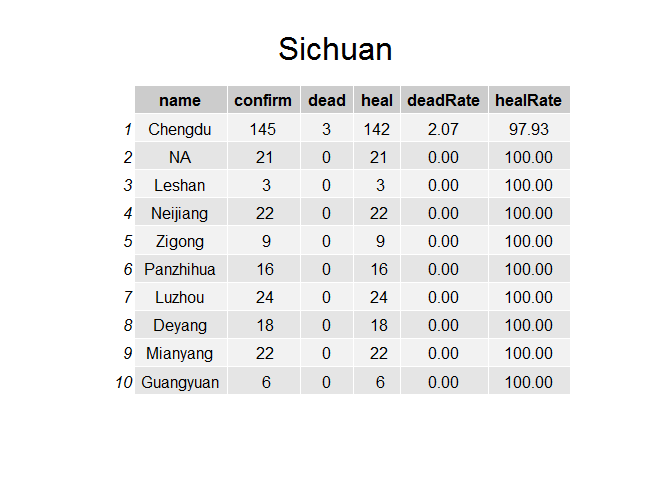 Sichuan
name confirm dead heal deadRate healRate
1 Chengdu 145 3 142 2.07 97.93
2 NA 21 0 21 0.00 100.00
3 Leshan 3 0 3 0.00 100.00
4 Neijiang 22 0 22 0.00 100.00
5 Zigong 9 0 9 0.00 100.00
6 Panzhihua 16 0 16 0.00 100.00
7 Luzhou 24 0 24 0.00 100.00
8 Deyang 18 0 18 0.00 100.00
9 Mianyang 22 0 22 0.00 100.00
10 Guangyuan 6 0 6 0.00 100.00